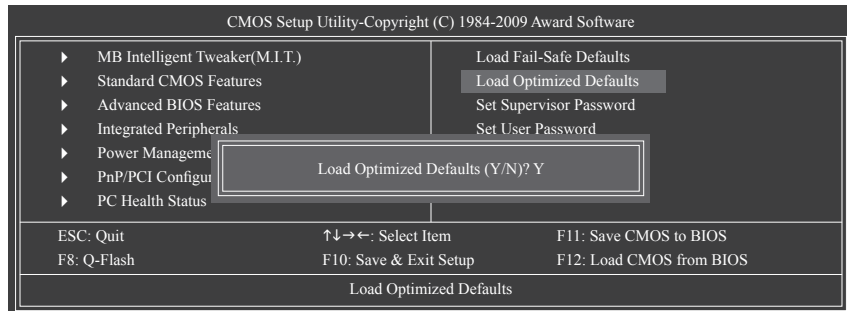 CMOS Setup Utility-Copyright (C) 1984-2009 Award Software
MB Intelligent Tweaker(M.I.T.)
Standard CMOS Features
Advanced BIOS Features
Integrated Peripherals
Power Manageme
PnP/PCI Configur
PC Health Status
Load Fail-Safe Defaults
Load Optimized Defaults
Set Supervisor Password
Set User Password
Load Optimized Defaults (Y/N)? Y
ESC: Quit ↑↓→←: Select Item F11: Save CMOS to BIOS
F8: Q-Flash F10: Save & Exit Setup F12: Load CMOS from BIOS
Load Optimized Defaults